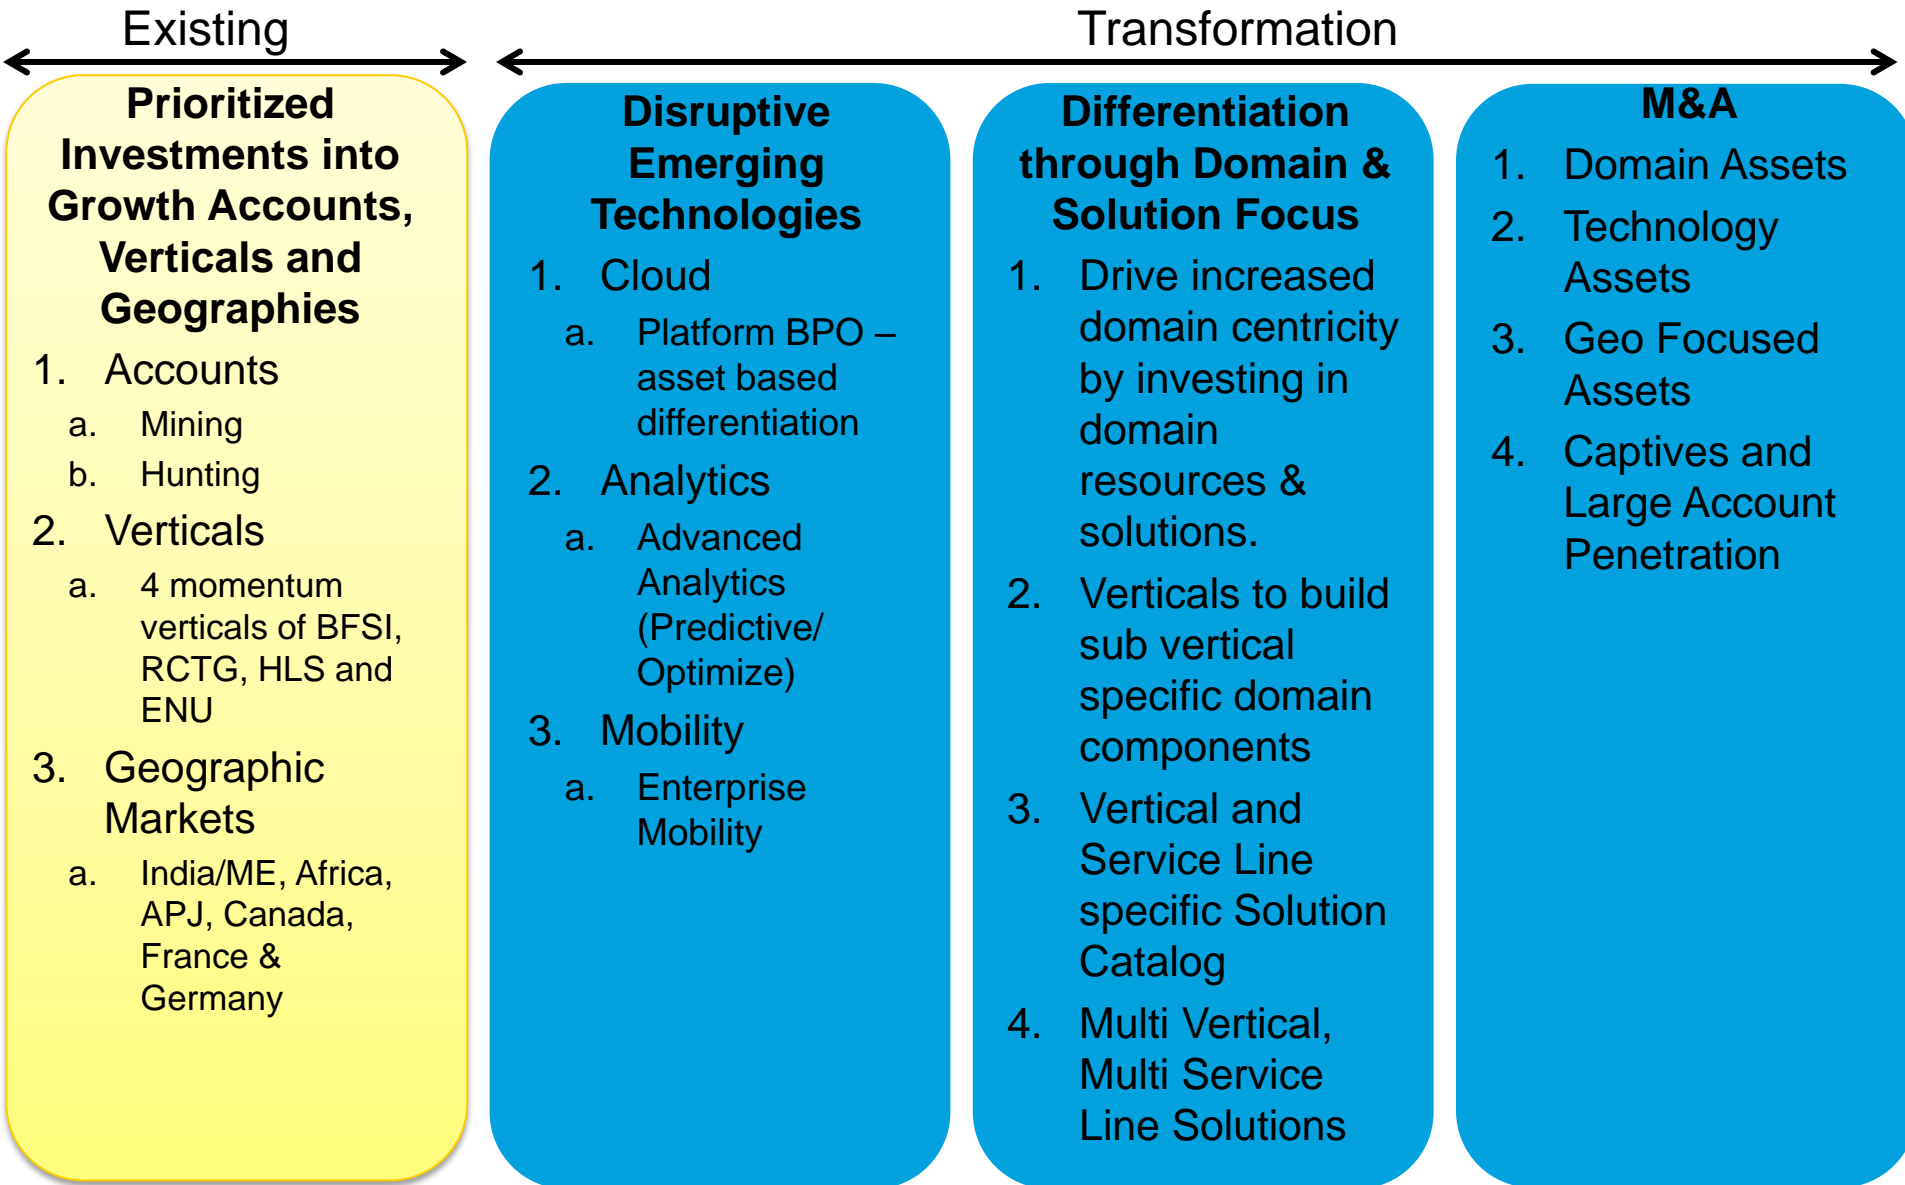 Existing
Transformation
Prioritized
Investments into
Growth Accounts,
Verticals and
Geographies
1. Accounts
a. Mining
b. Hunting
2. Verticals
a. 4 momentum
verticals of BFSI,
RCTG, HLS and
ENU
3. Geographic
Markets
a. India/ME, Africa,
APJ, Canada,
France &
Germany
Disruptive
Emerging
Technologies
1. Cloud
a. Platform BPO –
asset based
differentiation
2. Analytics
a. Advanced
Analytics
(Predictive/
Optimize)
3. Mobility
a. Enterprise
Mobility
Differentiation
through Domain &
Solution Focus
1. Drive increased
domain centricity
by investing in
domain
resources &
solutions.
2. Verticals to build
sub vertical
specific domain
components
3. Vertical and
Service Line
specific Solution
Catalog
4. Multi Vertical,
Multi Service
Line Solutions
M&A
1. Domain Assets
2. Technology
Assets
3. Geo Focused
Assets
4. Captives and
Large Account
Penetration